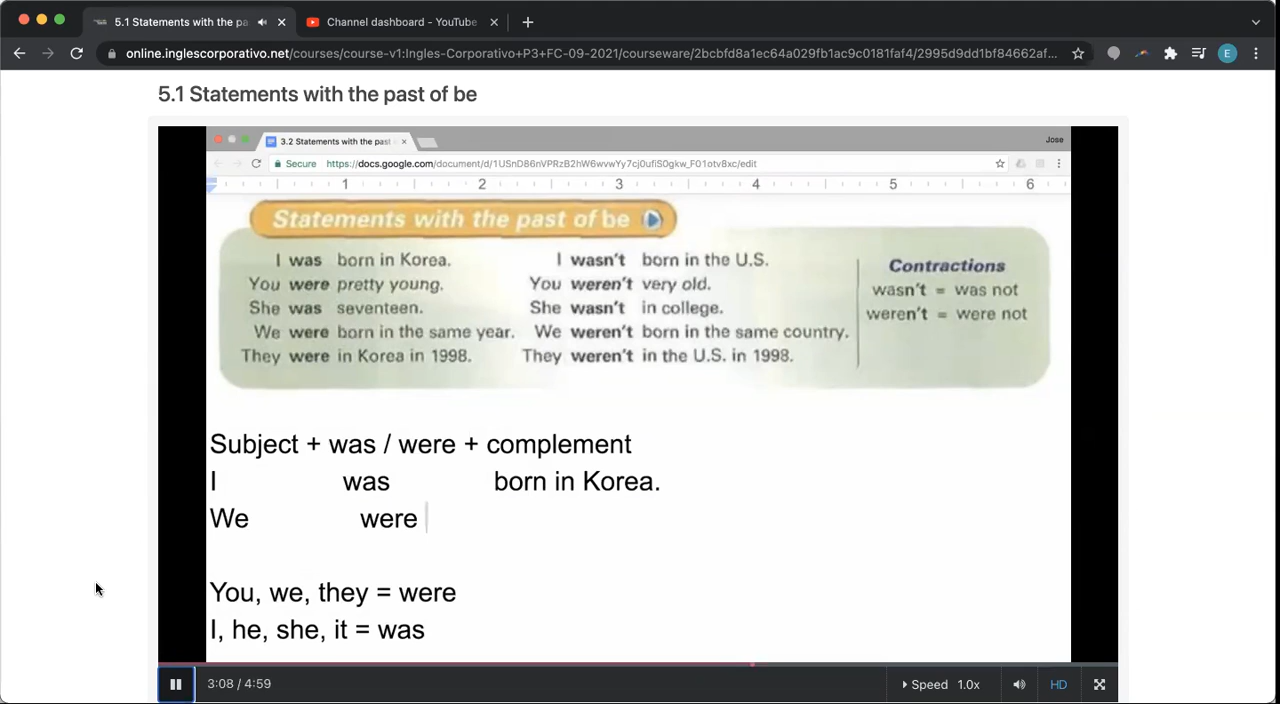 5.1 Statements with the pa
Channel dashboard - YouTube
online.inglescorporativo.net/courses/course-v1:Ingles-Corporativo+P3+FC-09-2021/courseware/2bcbfd8a1ec64a029fb1ac9c0181faf4/2995d9dd1bf84662af...
E
5.1 Statements with the past of be
3.2 Statements with the past
Jose
Secure https://docs.google.com/document/d/1USnD86nVPRzB2hW6wvwYy7cj0ufiS0gkw_F01otvBxc/edit
1 2 3 4 5 6
Statements with the past of be
I was born in Korea. I wasn't born in the U.S.
You were pretty young. You weren't very old.
She was seventeen. She wasn't in college.
We were born in the same year. We weren't born in the same country.
They were in Korea in 1998. They weren't in the U.S. in 1998.
Contractions
wasn't = was not
weren't = were not
Subject + was / were + complement
I was born in Korea.
We were
You, we, they = were
I, he, she, it = was
3:08 / 4:59
Speed 1.0x
HD